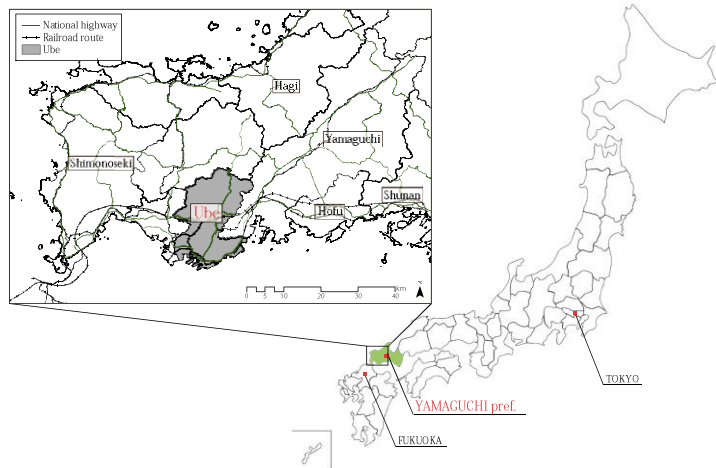 National highway
Railroad route
Ube
Hagi
Yamaguchi
Shimonoseki
Shunan
Ube
Hofu
0 5 10 20 30 40
km
N
TOKYO
YAMAGUCHI pref.
FUKUOKA